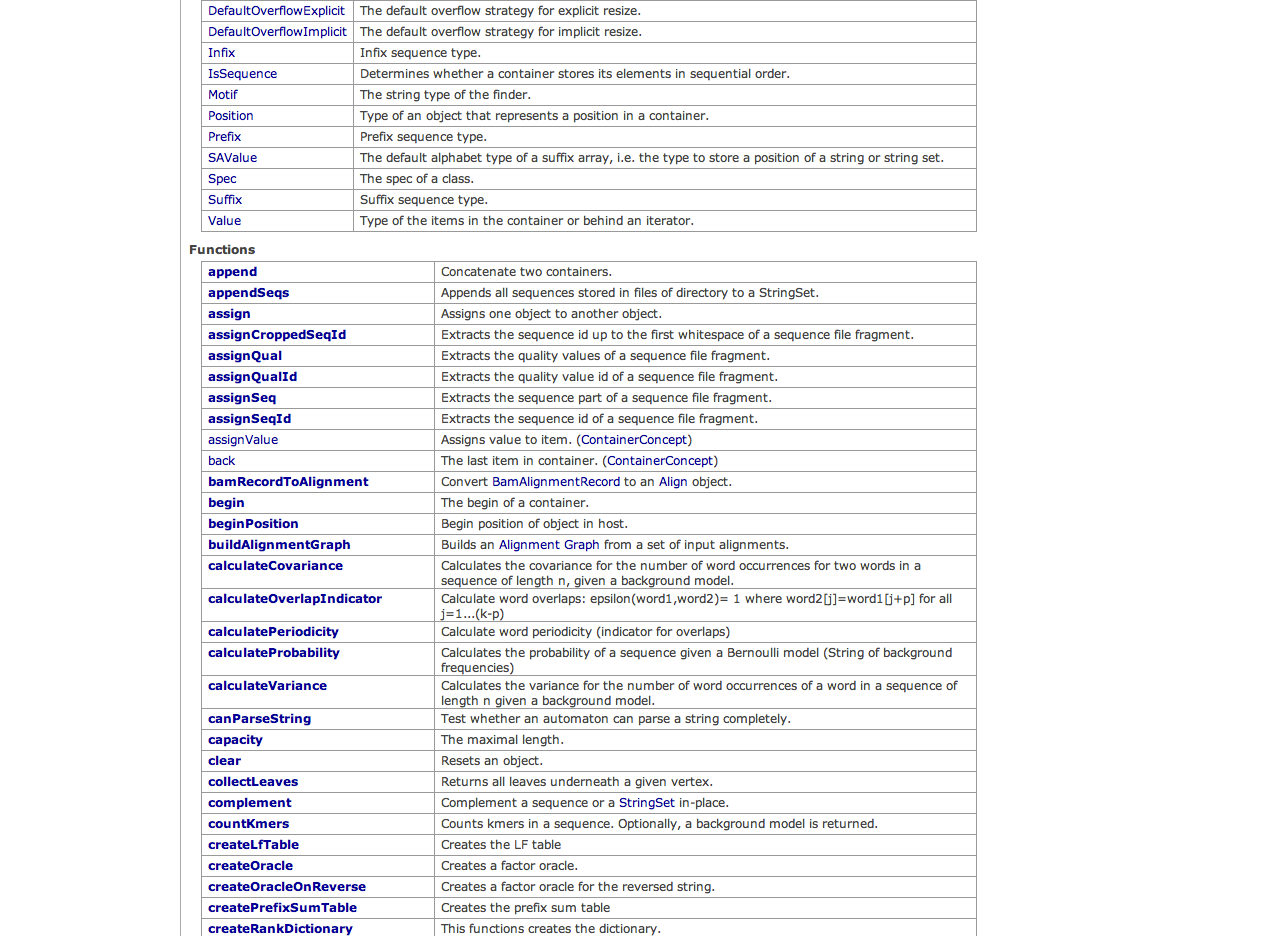 DefaultOverflowExplicit The default overflow strategy for explicit resize.
DefaultOverflowImplicit The default overflow strategy for implicit resize.
Infix Infix sequence type.
IsSequence Determines whether a container stores its elements in sequential order.
Motif The string type of the finder.
Position Type of an object that represents a position in a container.
Prefix Prefix sequence type.
SAValue The default alphabet type of a suffix array, i.e. the type to store a position of a string or string set.
Spec The spec of a class.
Suffix Suffix sequence type.
Value Type of the items in the container or behind an iterator.
Functions
append Concatenate two containers.
appendSeqs Appends all sequences stored in files of directory to a StringSet.
assign Assigns one object to another object.
assignCroppedSeqId Extracts the sequence id up to the first whitespace of a sequence file fragment.
assignQual Extracts the quality values of a sequence file fragment.
assignQualId Extracts the quality value id of a sequence file fragment.
assignSeq Extracts the sequence part of a sequence file fragment.
assignSeqId Extracts the sequence id of a sequence file fragment.
assignValue Assigns value to item. (ContainerConcept)
back The last item in container. (ContainerConcept)
bamRecordToAlignment Convert BamAlignmentRecord to an Align object.
begin The begin of a container.
beginPosition Begin position of object in host.
buildAlignmentGraph Builds an Alignment Graph from a set of input alignments.
calculateCovariance Calculates the covariance for the number of word occurrences for two words in a
sequence of length n, given a background model.
calculateOverlapIndicator Calculate word overlaps: epsilon(word1,word2)= 1 where word2[j]=word1[j+p] for all
j=1...(k-p)
calculatePeriodicity Calculate word periodicity (indicator for overlaps)
calculateProbability Calculates the probability of a sequence given a Bernoulli model (String of background
frequencies)
calculateVariance Calculates the variance for the number of word occurrences of a word in a sequence of
length n given a background model.
canParseString Test whether an automaton can parse a string completely.
capacity The maximal length.
clear Resets an object.
collectLeaves Returns all leaves underneath a given vertex.
complement Complement a sequence or a StringSet in-place.
countKmers Counts kmers in a sequence. Optionally, a background model is returned.
createLfTable Creates the LF table
createOracle Creates a factor oracle.
createOracleOnReverse Creates a factor oracle for the reversed string.
createPrefixSumTable Creates the prefix sum table
createRankDictionary This functions creates the dictionary.